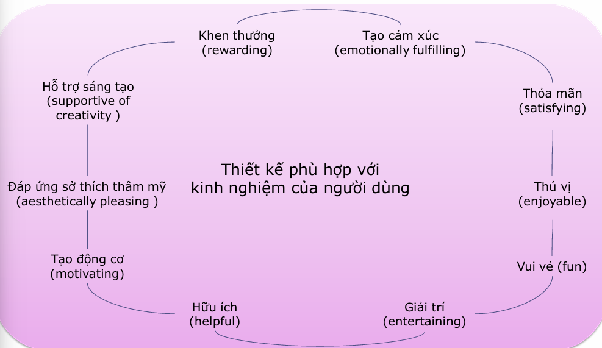 Khen thưởng
(rewarding)
Tạo cảm xúc
(emotionally fulfilling)
Hỗ trợ sáng tạo
(supportive of
creativity )
Thỏa mãn
(satisfying)
Thiết kế phù hợp với
kinh nghiệm của người dùng
Đáp ứng sở thích thẩm mỹ
(aesthetically pleasing )
Thú vị
(enjoyable)
Tạo động cơ
(motivating)
Vui vẻ (fun)
Hữu ích
(helpful)
Giải trí
(entertaining)